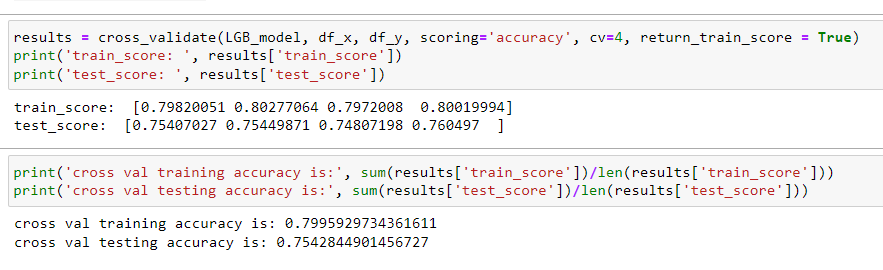 results = cross_validate(LGB_model, df_x, df_y, scoring='accuracy', cv=4, return_train_score = True)
print('train_score: ', results['train_score'])
print('test_score: ', results['test_score'])
train_score:  [0.79820051 0.80277064 0.7972008  0.80019994]
test_score:  [0.75407027 0.75449871 0.74807198 0.760497  ]
print('cross val training accuracy is:', sum(results['train_score'])/len(results['train_score']))
print('cross val testing accuracy is:', sum(results['test_score'])/len(results['test_score']))
cross val training accuracy is: 0.7995929734361611
cross val testing accuracy is: 0.7542844901456727